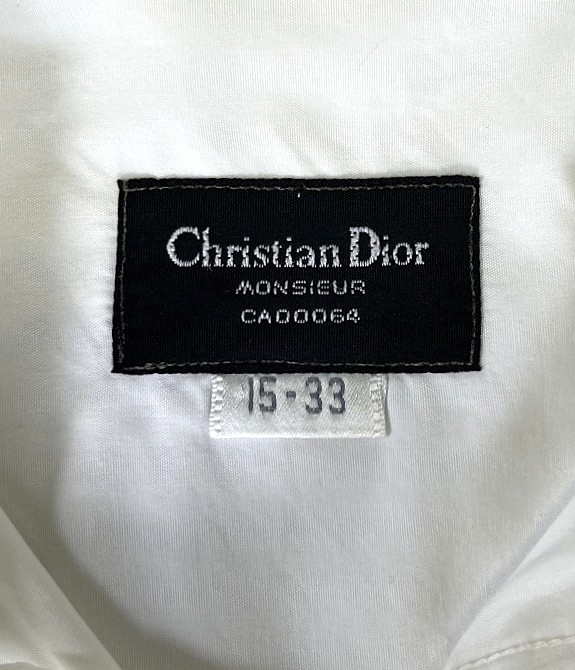 Christian Dior
MONSIEUR
CA00064
15-33